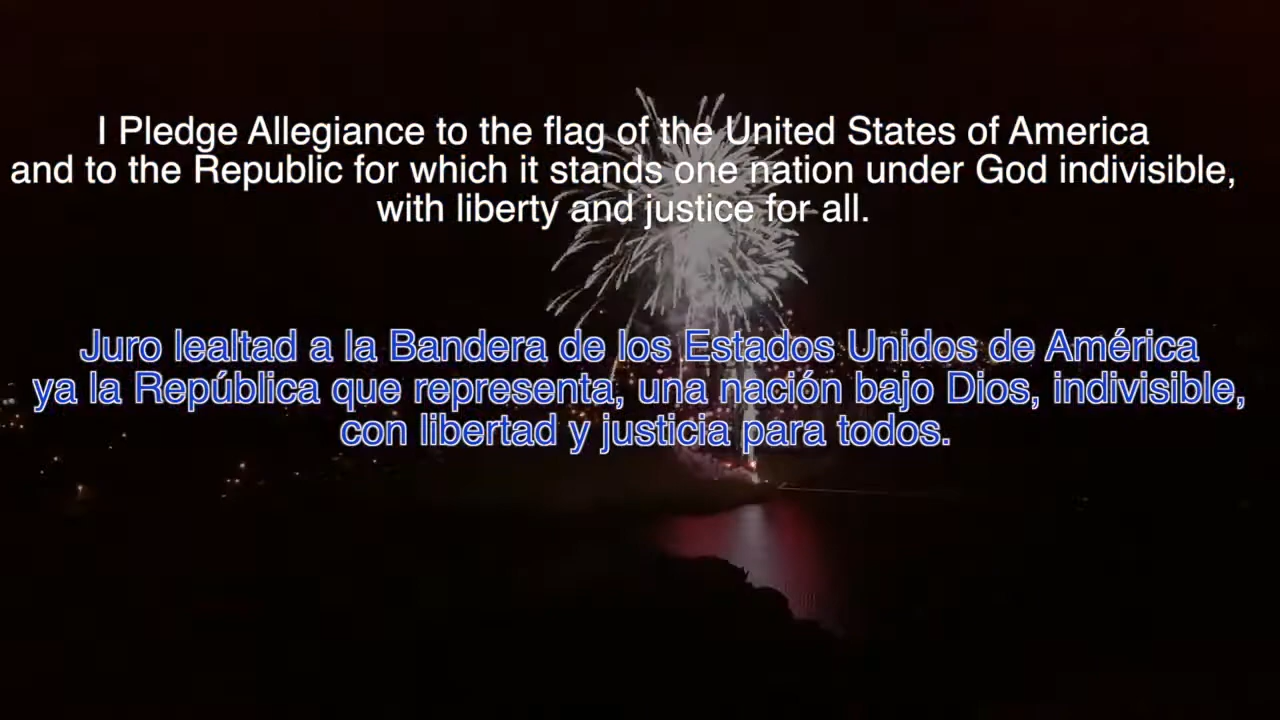 I Pledge Allegiance to the flag of the United States of America
and to the Republic for which it stands one nation under God indivisible,
with liberty and justice for all.
Juro lealtad a la Bandera de los Estados Unidos de América
ya la República que representa, una nación bajo Dios, indivisible,
con libertad y justicia para todos.